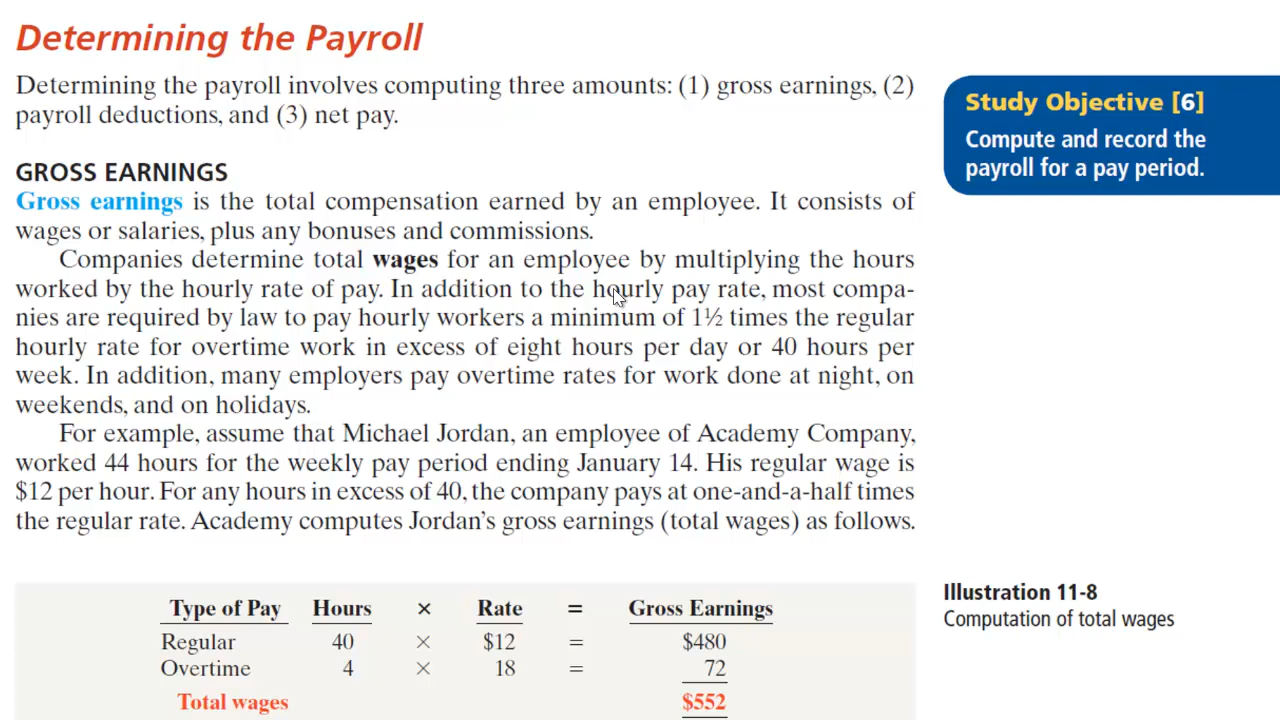 Determining the Payroll
Determining the payroll involves computing three amounts: (1) gross earnings, (2)
payroll deductions, and (3) net pay.
GROSS EARNINGS
Gross earnings is the total compensation earned by an employee. It consists of
wages or salaries, plus any bonuses and commissions.
Companies determine total wages for an employee by multiplying the hours
worked by the hourly rate of pay. In addition to the hourly pay rate, most compa-
nies are required by law to pay hourly workers a minimum of 1½ times the regular
hourly rate for overtime work in excess of eight hours per day or 40 hours per
week. In addition, many employers pay overtime rates for work done at night, on
weekends, and on holidays.
For example, assume that Michael Jordan, an employee of Academy Company,
worked 44 hours for the weekly pay period ending January 14. His regular wage is
$12 per hour. For any hours in excess of 40, the company pays at one-and-a-half times
the regular rate. Academy computes Jordan's gross earnings (total wages) as follows.
Study Objective [6]
Compute and record the
payroll for a pay period.
Type of Pay Hours × Rate = Gross Earnings
Regular 40 × $12 = $480
Overtime 4 × 18 = 72
Total wages $552
Illustration 11-8
Computation of total wages